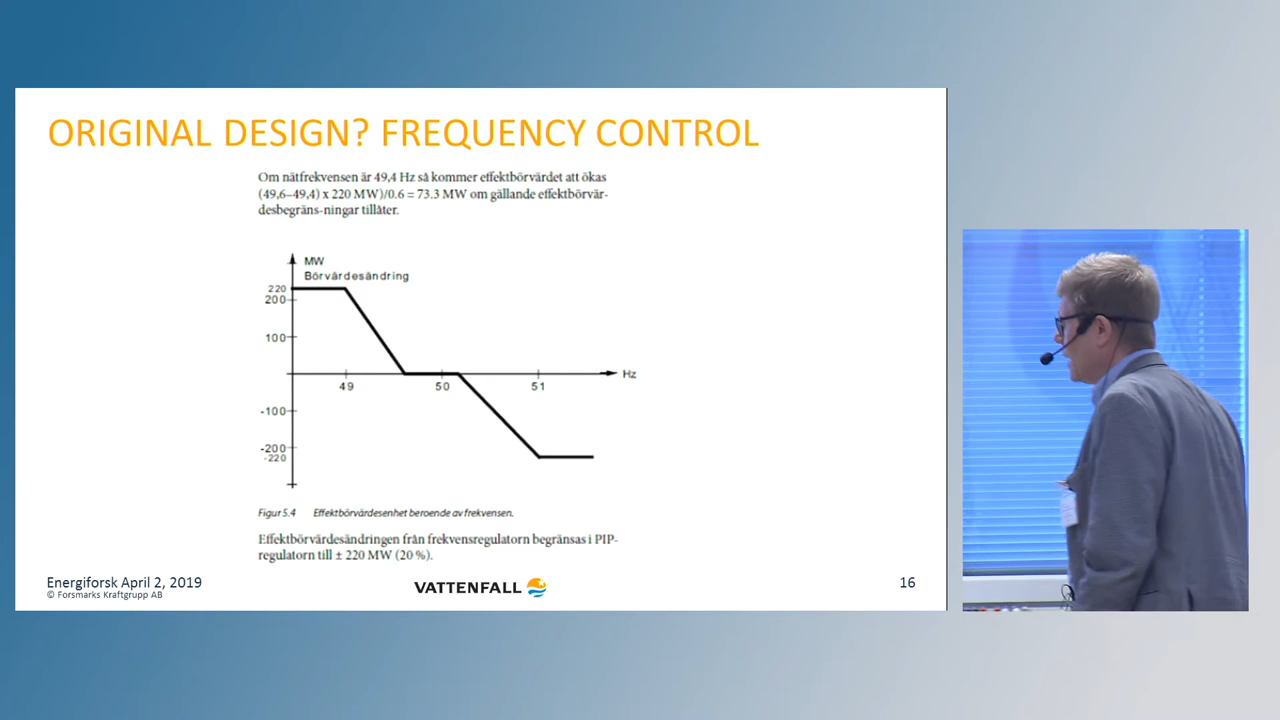 ORIGINAL DESIGN? FREQUENCY CONTROL
Om nätfrekvensen är 49,4 Hz så kommer effektbörvärdet att ökas
(49,6–49,4) x 220 MW)/0.6 = 73.3 MW om gällande effektbörvär-
desbegräns-ningar tillåter.
MW
Börvärdesändring
220
200
100
49
50
51
Hz
-100
-200
-220
Figur 5.4 Effektbörvärdesenhet beroende av frekvensen.
Effektbörvärdesändringen från frekvensregulatorn begränsas i PIP-
regulatorn till ± 220 MW (20 %).
Energiforsk April 2, 2019
© Forsmarks Kraftgrupp AB
VATTENFALL
16